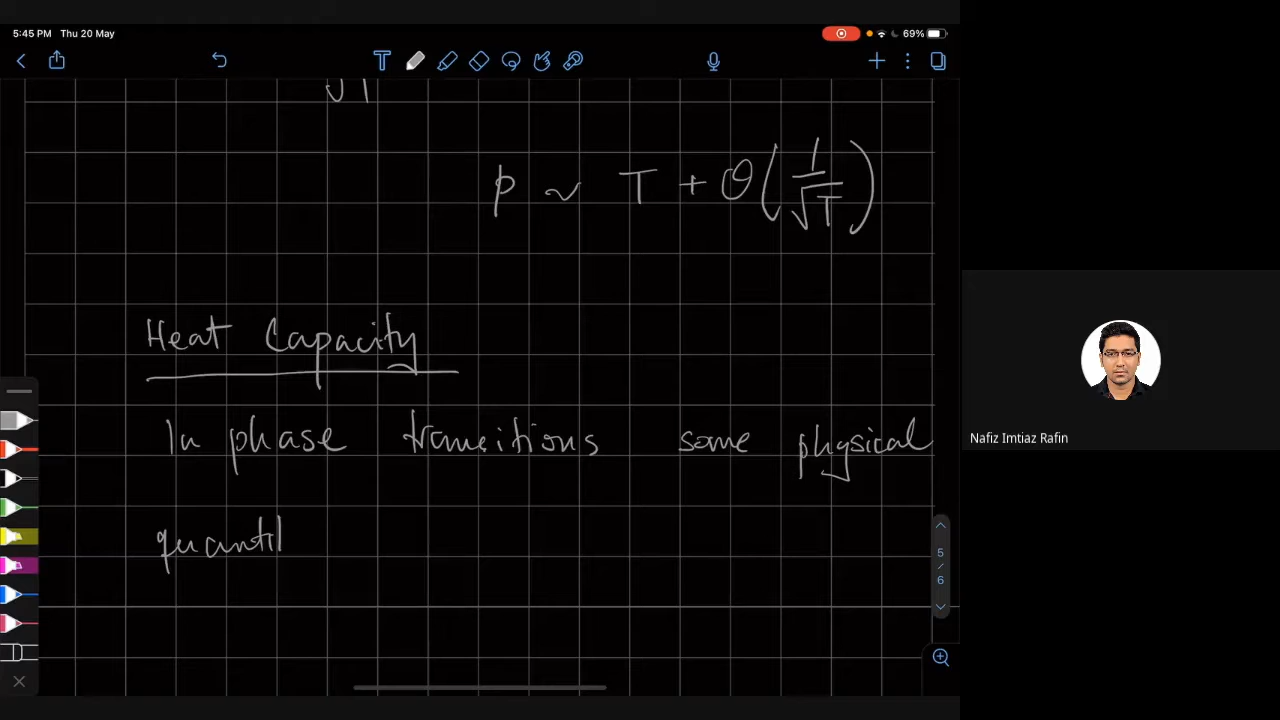 5:45 PM Thu 20 May
69%
p ~ T + O(1/√T)
Heat Capacity
In phase transitions some physical
quantit
5
/
6
Nafiz Imtiaz Rafin